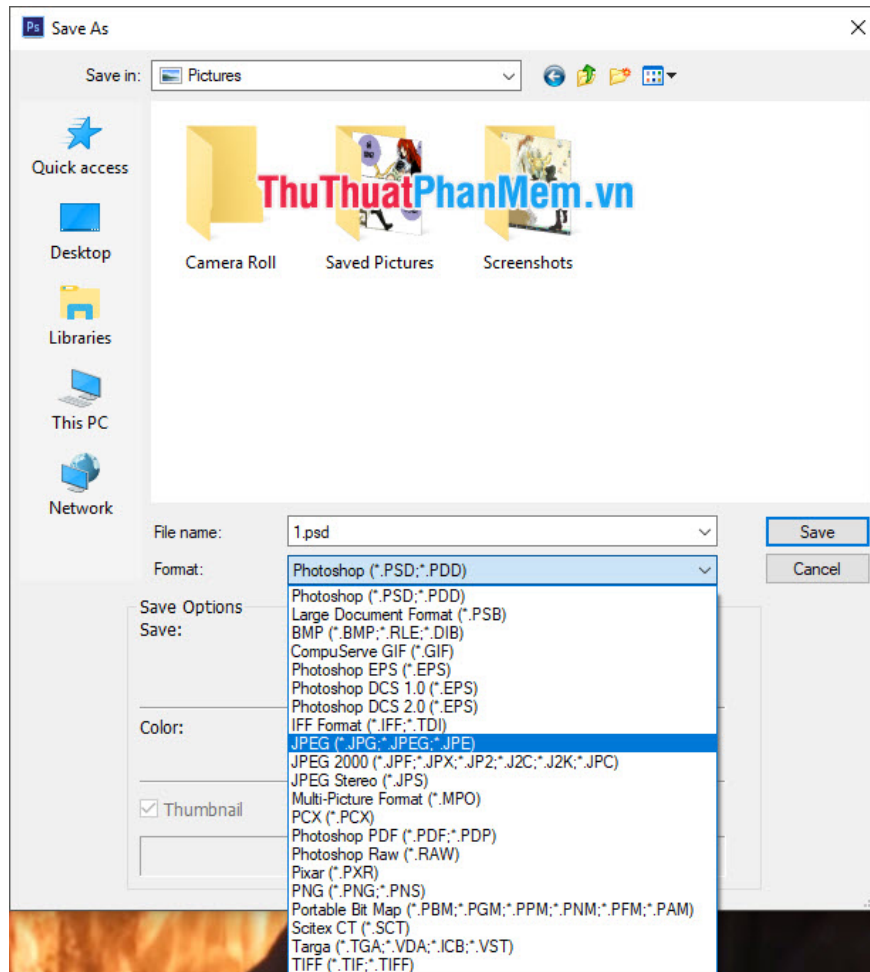 Ps Save As
Save in: Pictures
Quick access
Desktop
Libraries
This PC
Network
ThuThuatPhanMem.vn
Camera Roll Saved Pictures Screenshots
File name: 1.psd Save
Format: Photoshop (*.PSD;*.PDD) Cancel
Save Options
Save:
Color:
Thumbnail
Photoshop (*.PSD;*.PDD)
Large Document Format (*.PSB)
BMP (*.BMP;*.RLE;*.DIB)
CompuServe GIF (*.GIF)
Photoshop EPS (*.EPS)
Photoshop DCS 1.0 (*.EPS)
Photoshop DCS 2.0 (*.EPS)
IFF Format (*.IFF;*.TDI)
JPEG (*.JPG;*.JPEG;*.JPE)
JPEG 2000 (*.JPF;*.JPX;*.JP2;*.J2C;*.J2K;*.JPC)
JPEG Stereo (*.JPS)
Multi-Picture Format (*.MPO)
PCX (*.PCX)
Photoshop PDF (*.PDF;*.PDP)
Photoshop Raw (*.RAW)
Pixar (*.PXR)
PNG (*.PNG;*.PNS)
Portable Bit Map (*.PBM;*.PGM;*.PPM;*.PNM;*.PFM;*.PAM)
Scitex CT (*.SCT)
Targa (*.TGA;*.VDA;*.ICB;*.VST)
TIFF (*.TIF;*.TIFF)